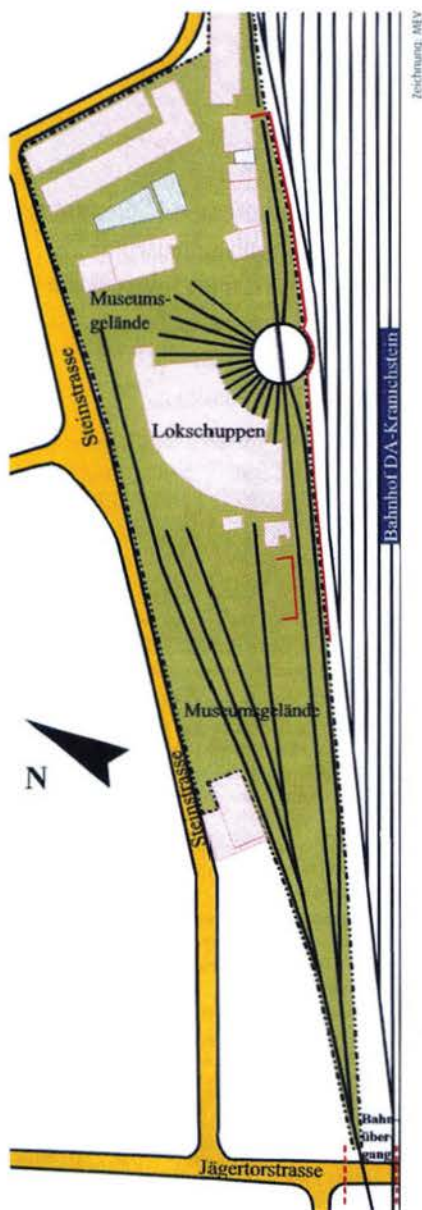 Zeichnung: MEV
Museums-
gelände
Steinstrasse
Lokschuppen
Bahnhof DA-Kranichstein
Museumsgelände
N
Steinstrasse
Bahn-
über-
gang
Jägertorstrasse